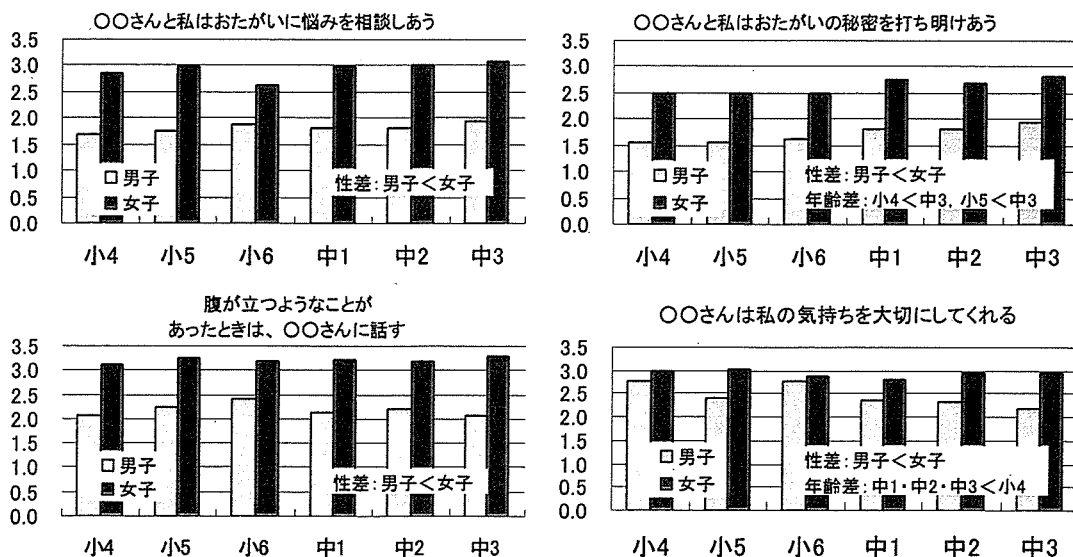 〇〇さんと私はおたがいに悩みを相談しあう
3.5
3.0
2.5
2.0
1.5
1.0
0.5
0.0
□男子
■女子
性差:男子<女子
小4 小5 小6 中1 中2 中3
〇〇さんと私はおたがいの秘密を打ち明けあう
3.5
3.0
2.5
2.0
1.5
1.0
0.5
0.0
□男子
■女子
性差:男子<女子
年齢差:小4<中3, 小5<中3
小4 小5 小6 中1 中2 中3
腹が立つようなことが
あったときは、〇〇さんに話す
3.5
3.0
2.5
2.0
1.5
1.0
0.5
0.0
□男子
■女子
性差:男子<女子
小4 小5 小6 中1 中2 中3
〇〇さんは私の気持ちを大切にしてくれる
3.5
3.0
2.5
2.0
1.5
1.0
0.5
0.0
□男子
■女子
性差:男子<女子
年齢差:中1・中2・中3<小4
小4 小5 小6 中1 中2 中3